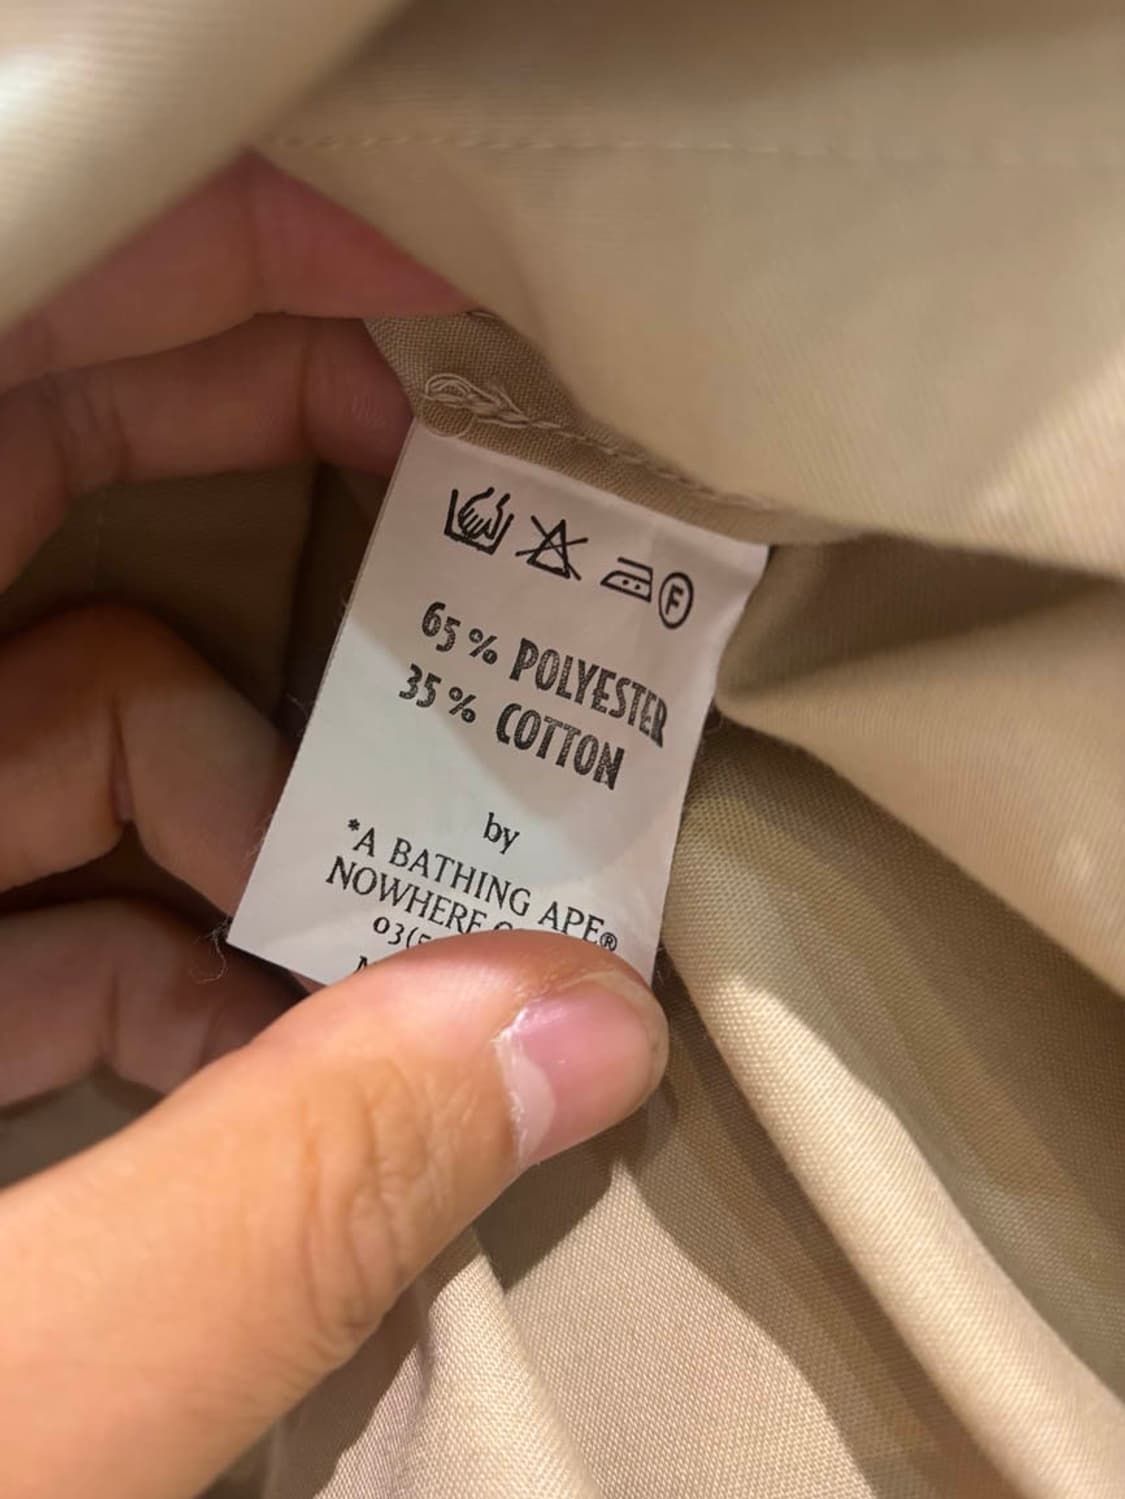 F
65% POLYESTER
35% COTTON
by
*A BATHING APE®
NOWHERE
03(